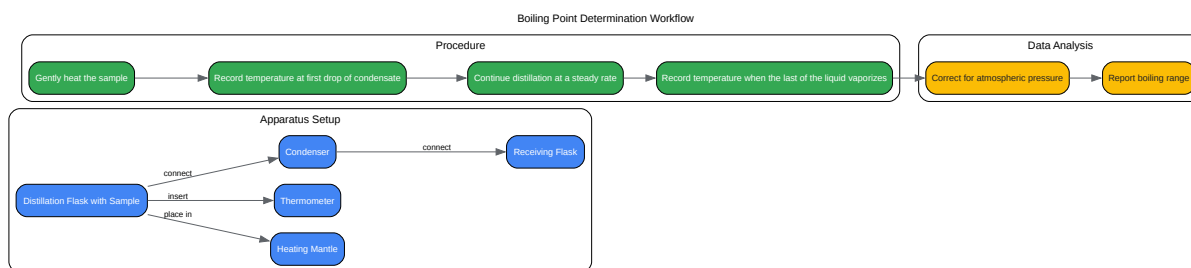 Boiling Point Determination Workflow
Procedure
Gently heat the sample
Record temperature at first drop of condensate
Continue distillation at a steady rate
Record temperature when the last of the liquid vaporizes
Data Analysis
Correct for atmospheric pressure
Report boiling range
Apparatus Setup
Distillation Flask with Sample
connect
Condenser
connect
Receiving Flask
insert
Thermometer
place in
Heating Mantle